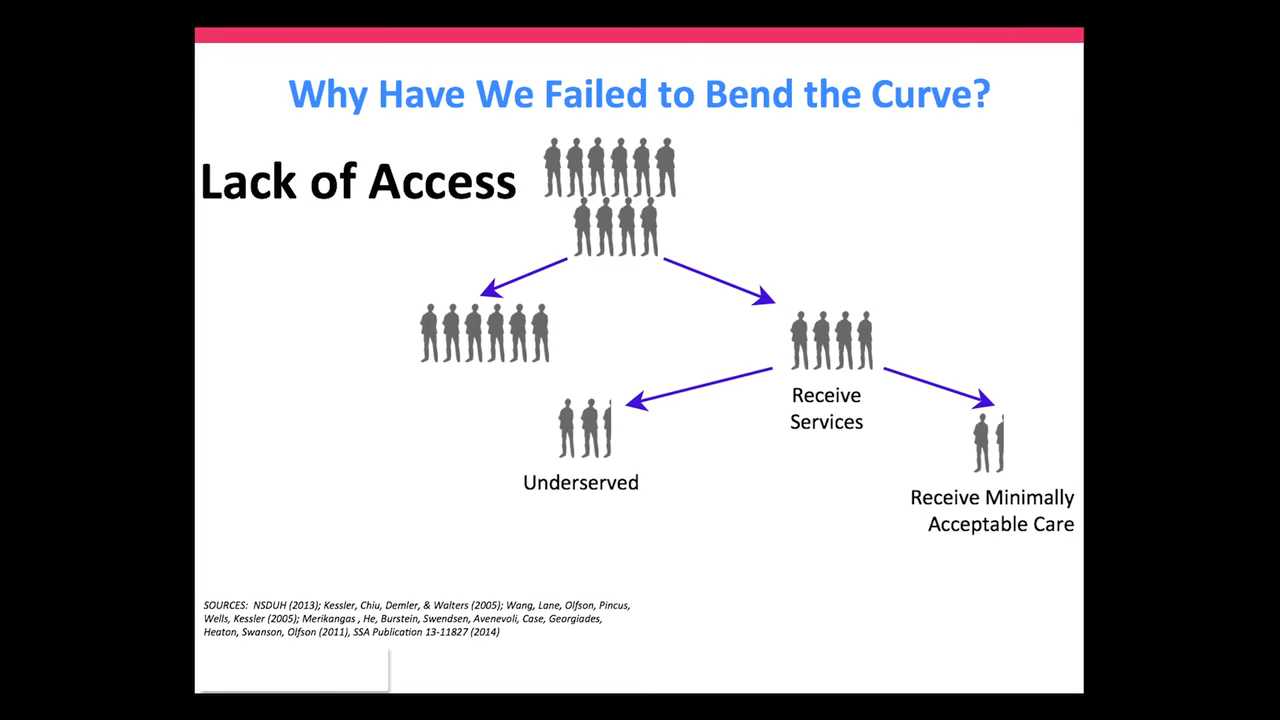 Why Have We Failed to Bend the Curve?
Lack of Access
Receive
Services
Underserved
Receive Minimally
Acceptable Care
SOURCES: NSDUH (2013); Kessler, Chiu, Demler, & Walters (2005); Wang, Lane, Olfson, Pincus,
Wells, Kessler (2005); Merikangas , He, Burstein, Swendsen, Avenevoli, Case, Georgiades,
Heaton, Swanson, Olfson (2011), SSA Publication 13-11827 (2014)